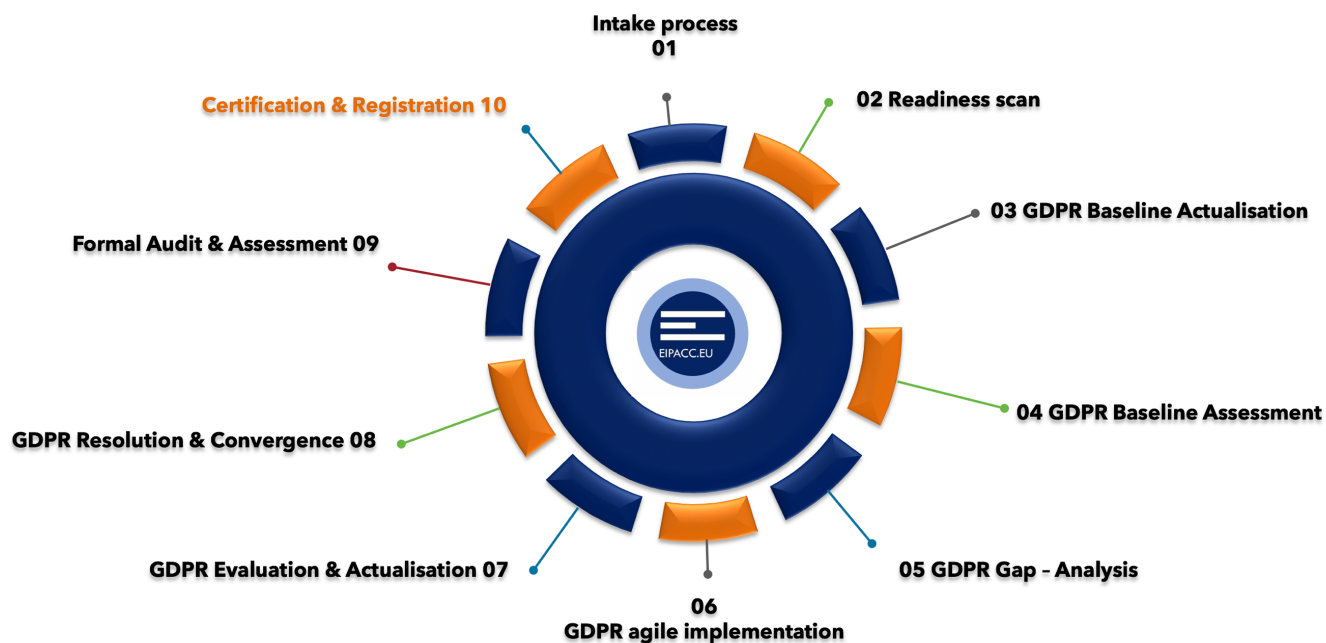 Intake process
01
02 Readiness scan
03 GDPR Baseline Actualisation
04 GDPR Baseline Assessment
05 GDPR Gap – Analysis
06
GDPR agile implementation
GDPR Evaluation & Actualisation 07
GDPR Resolution & Convergence 08
Formal Audit & Assessment 09
Certification & Registration 10
EIPACC.EU